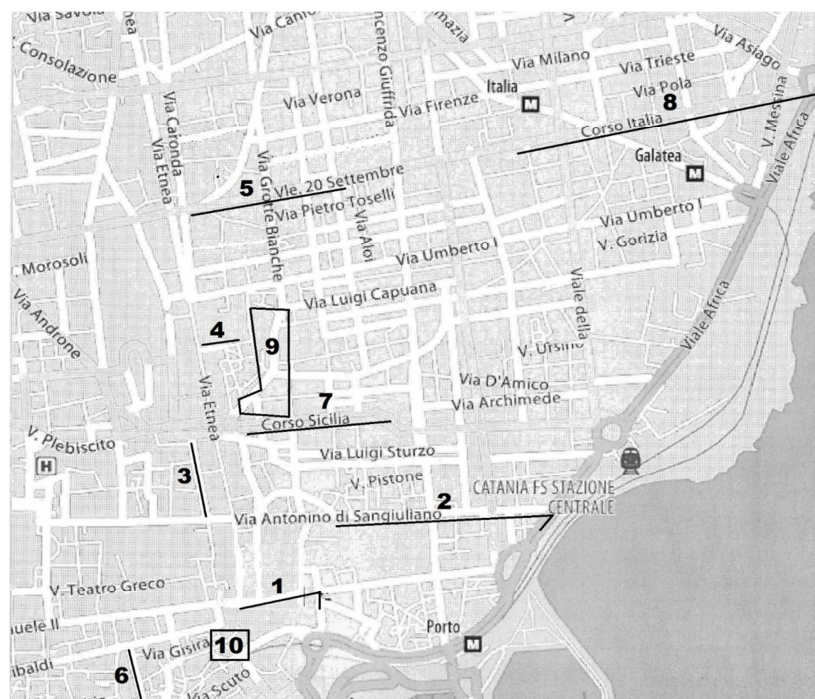 Via Savoia
Via Canfo
Via Milano
Via Asiago
. Consolazione
Via Trieste
Italia
M
Via Pola
Via Verona
Via Firenze
8
Corso Italia
V. Messina
Via Caronda
Via Etnea
ncenzo Giuffrida
Galatea
M
Viale Africa
Vle. 20 Settembre
5
Via Pietro Toselli
Via Grotte Bianche
Via Aloi
Via Umberto I
V. Gorizia
Via Umberto I
. Morosoli
Via Luigi Capuana
Viale della
Via Androne
4
9
V. Ursino
Viale Africa
Via Etnea
7
Via D'Amico
Via Archimede
Corso Sicilia
V. Plebiscito
H
Via Luigi Sturzo
3
V. Pistone
2
CATANIA FS STAZIONE
CENTRALE
Via Antonino di Sangiuliano
V. Teatro Greco
1
nuele II
Porto
M
Via Gisira
10
ribaldi
6
Via Scuto